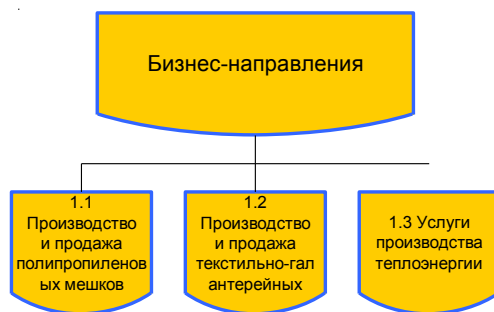 Бизнес-направления
1.1
Производство
и продажа
полипропиленов
ых мешков
1.2
Производство
и продажа
текстильно-гал
антерейных
1.3 Услуги
производства
теплоэнергии